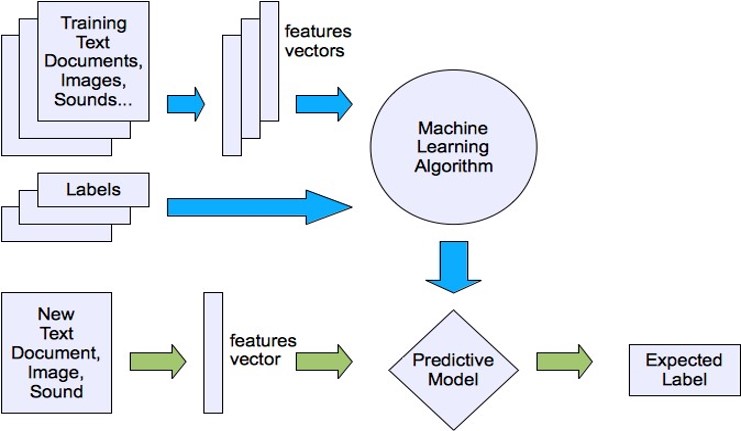 Training
Text
Documents,
Images,
Sounds...
features
vectors
Machine
Learning
Algorithm
Labels
New
Text
Document,
Image,
Sound
features
vector
Predictive
Model
Expected
Label